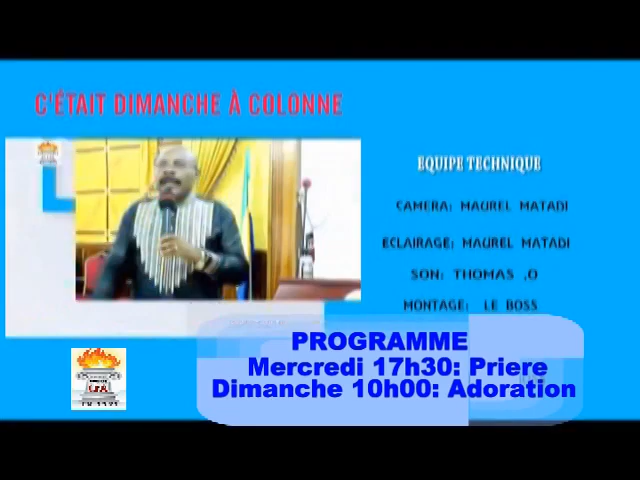 C'ÉTAIT DIMANCHE À COLONNE
EQUIPE TECHNIQUE
CAMERA: MAUREL MATADI
ECLAIRAGE: MAUREL MATADI
SON: THOMAS .O
MONTAGE: LE BOSS
PROGRAMME
Mercredi 17h30: Priere
Dimanche 10h00: Adoration